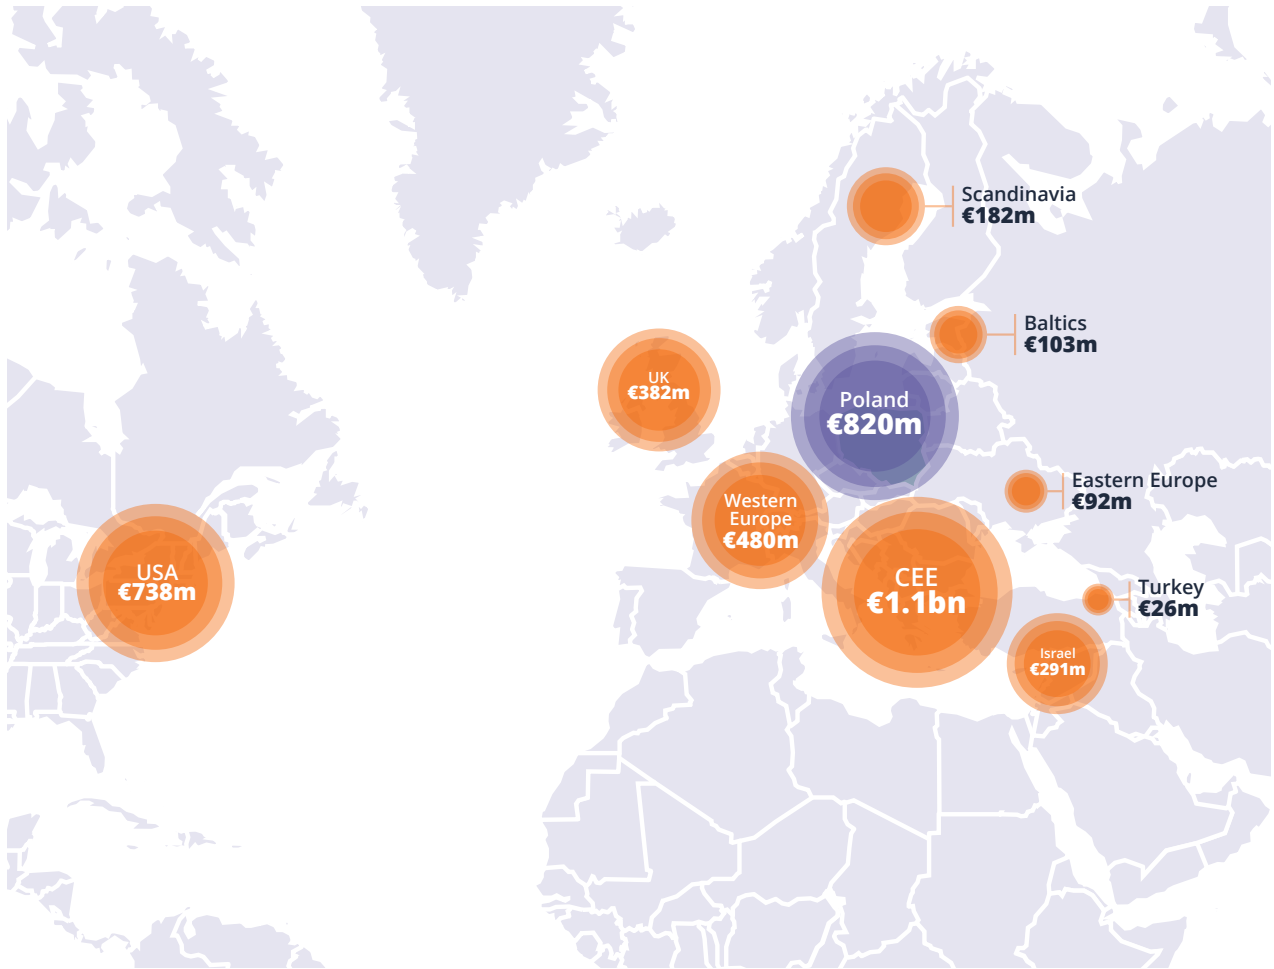 Scandinavia
€182m
Baltics
€103m
UK
€382m
Poland
€820m
Eastern Europe
€92m
Western
Europe
€480m
USA
€738m
CEE
€1.1bn
Turkey
€26m
Israel
€291m